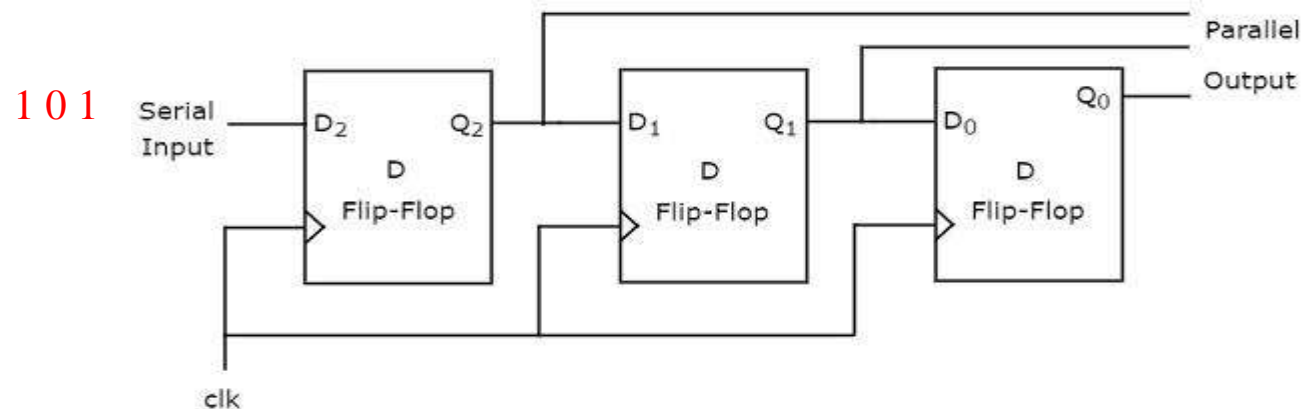 Parallel
Output
1 0 1
Serial
Input
D₂
Q₂
D
Flip-Flop
D₁
Q₁
D
Flip-Flop
D₀
Q₀
D
Flip-Flop
clk